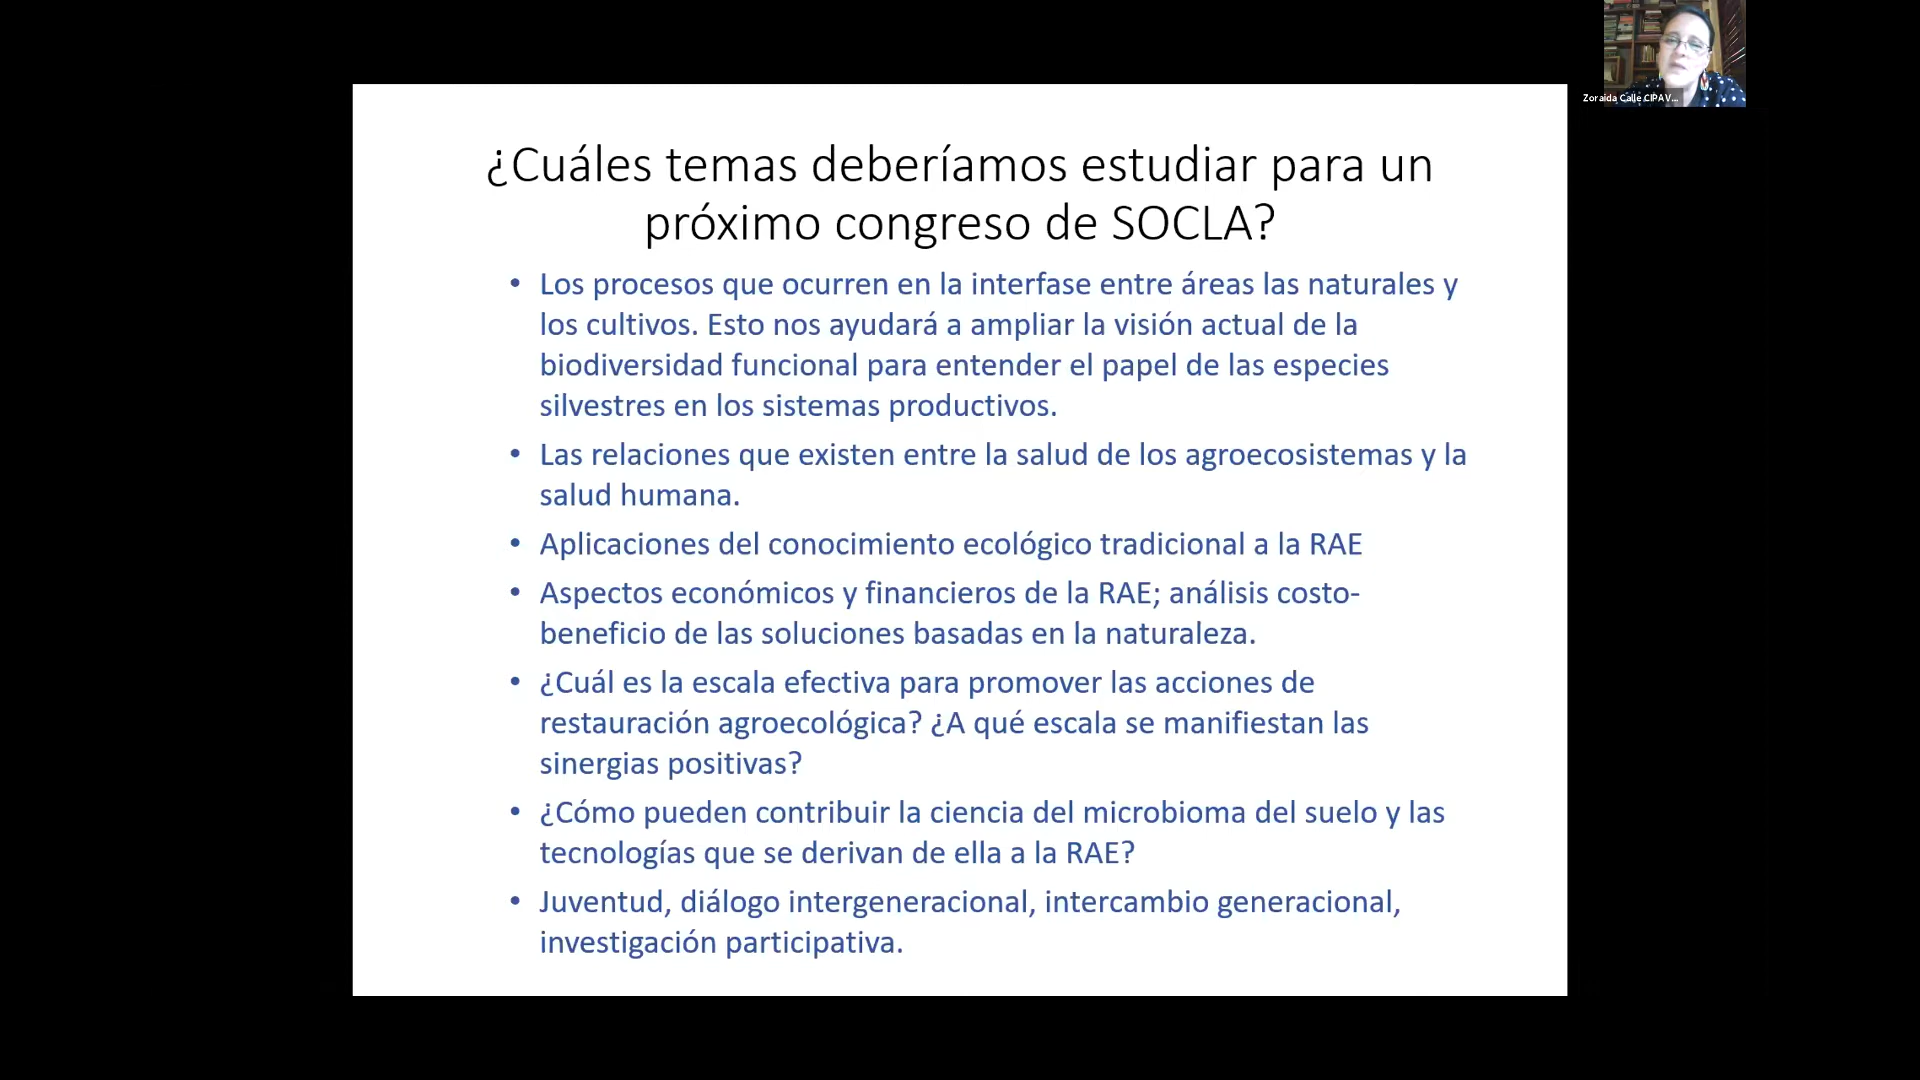 ¿Cuáles temas deberíamos estudiar para un
próximo congreso de SOCLA?
• Los procesos que ocurren en la interfase entre áreas las naturales y
los cultivos. Esto nos ayudará a ampliar la visión actual de la
biodiversidad funcional para entender el papel de las especies
silvestres en los sistemas productivos.
• Las relaciones que existen entre la salud de los agroecosistemas y la
salud humana.
• Aplicaciones del conocimiento ecológico tradicional a la RAE
• Aspectos económicos y financieros de la RAE; análisis costo-
beneficio de las soluciones basadas en la naturaleza.
• ¿Cuál es la escala efectiva para promover las acciones de
restauración agroecológica? ¿A qué escala se manifiestan las
sinergias positivas?
• ¿Cómo pueden contribuir la ciencia del microbioma del suelo y las
tecnologías que se derivan de ella a la RAE?
• Juventud, diálogo intergeneracional, intercambio generacional,
investigación participativa.
Zoraida Calle CIPAV...